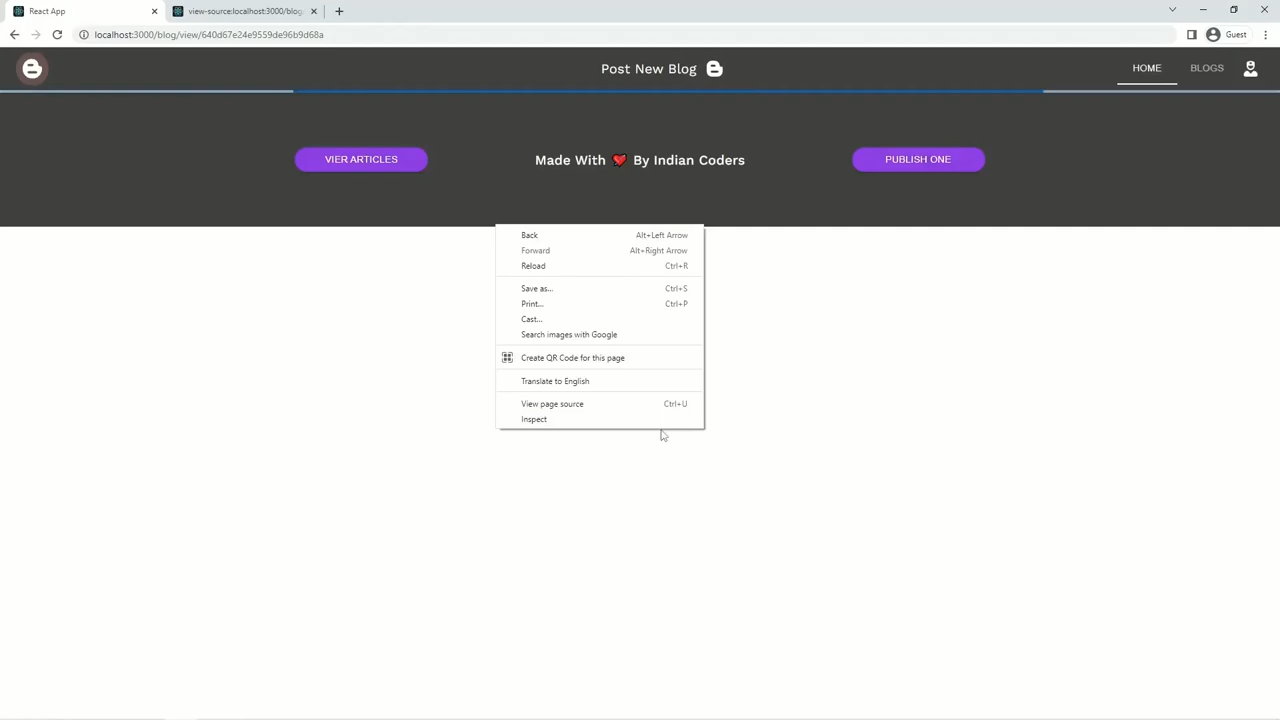 React App
view-source:localhost:3000/blog
localhost:3000/blog/view/640d67e24e9559de96b9d68a
Guest
Post New Blog
HOME
BLOGS
VIER ARTICLES
Made With By Indian Coders
PUBLISH ONE
Back Alt+Left Arrow
Forward Alt+Right Arrow
Reload Ctrl+R
Save as... Ctrl+S
Print... Ctrl+P
Cast...
Search images with Google
Create QR Code for this page
Translate to English
View page source Ctrl+U
Inspect